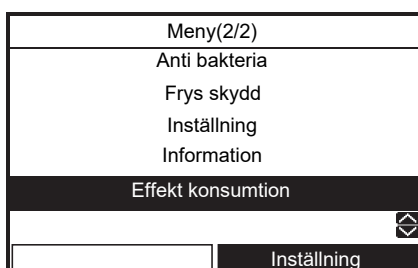 Meny(2/2)
Anti bakteria
Frys skydd
Inställning
Information
Effekt konsumtion
Inställning